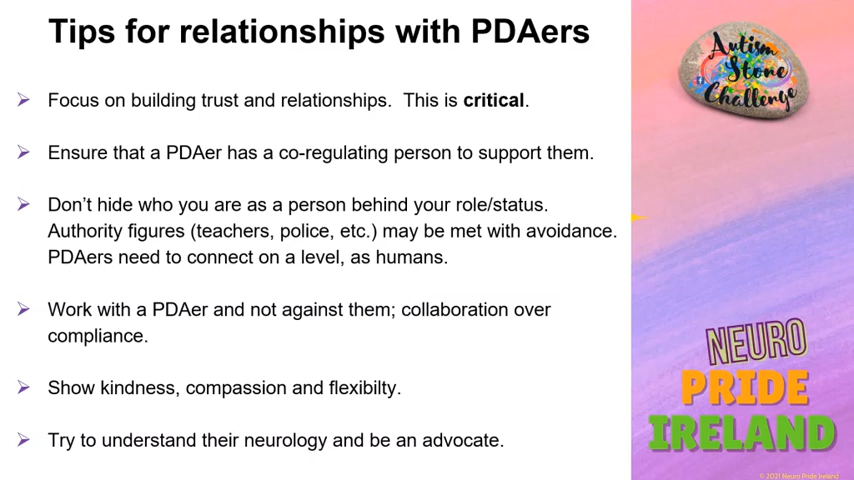 Tips for relationships with PDAers
Focus on building trust and relationships.  This is critical.
Ensure that a PDAer has a co-regulating person to support them.
Don’t hide who you are as a person behind your role/status.
Authority figures (teachers, police, etc.) may be met with avoidance.
PDAers need to connect on a level, as humans.
Work with a PDAer and not against them; collaboration over
compliance.
Show kindness, compassion and flexibilty.
Try to understand their neurology and be an advocate.
Autism
Stone
Challenge
NEURO
PRIDE
IRELAND
© 2021 Neuro Pride Ireland